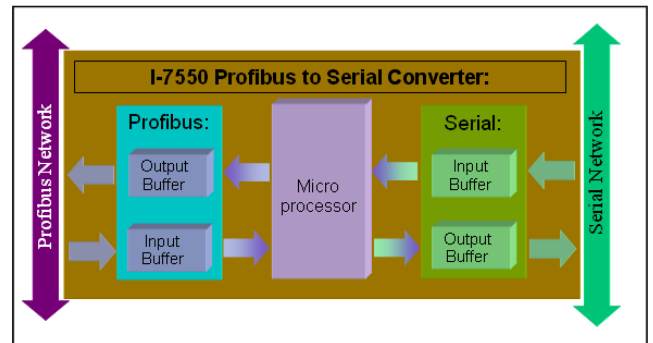 I-7550 Profibus to Serial Converter:
Profibus Network
Profibus:
Output
Buffer
Input
Buffer
Micro
processor
Serial:
Input
Buffer
Output
Buffer
Serial Network